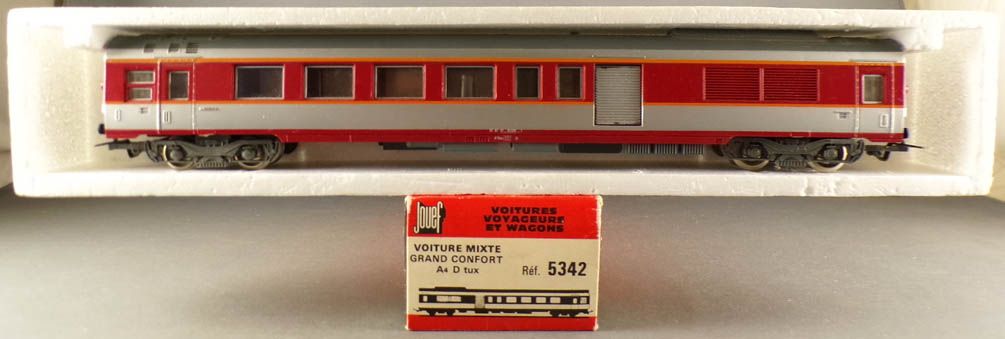 Jouef
VOITURES
VOYAGEURS
ET WAGONS
VOITURE MIXTE
GRAND CONFORT
A4 D tux
Réf. 5342